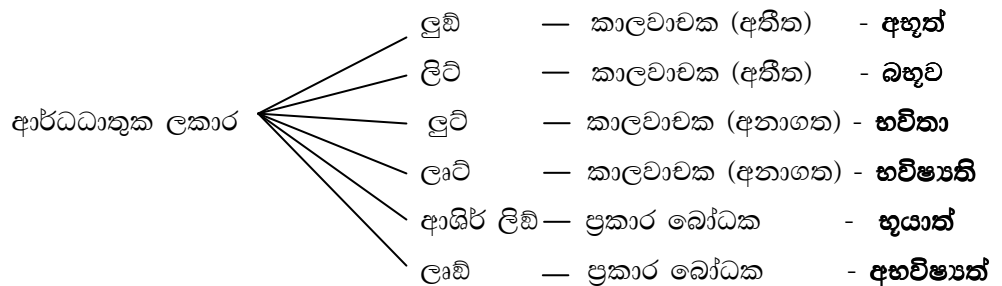 ලුඞ් — කාලවාචක (අතීත) - අභූත්
ලිට් — කාලවාචක (අතීත) - බභූව
ආර්ධධාතුක ලකාර
ලුට් — කාලවාචක (අනාගත) - භවිතා
ලෘට් — කාලවාචක (අනාගත) - භවිෂ්‍යති
ආශිර් ලිඞ් — ප්‍රකාර බෝධක - භූයාත්
ලෘඞ් — ප්‍රකාර බෝධක - අභවිෂ්‍යත්